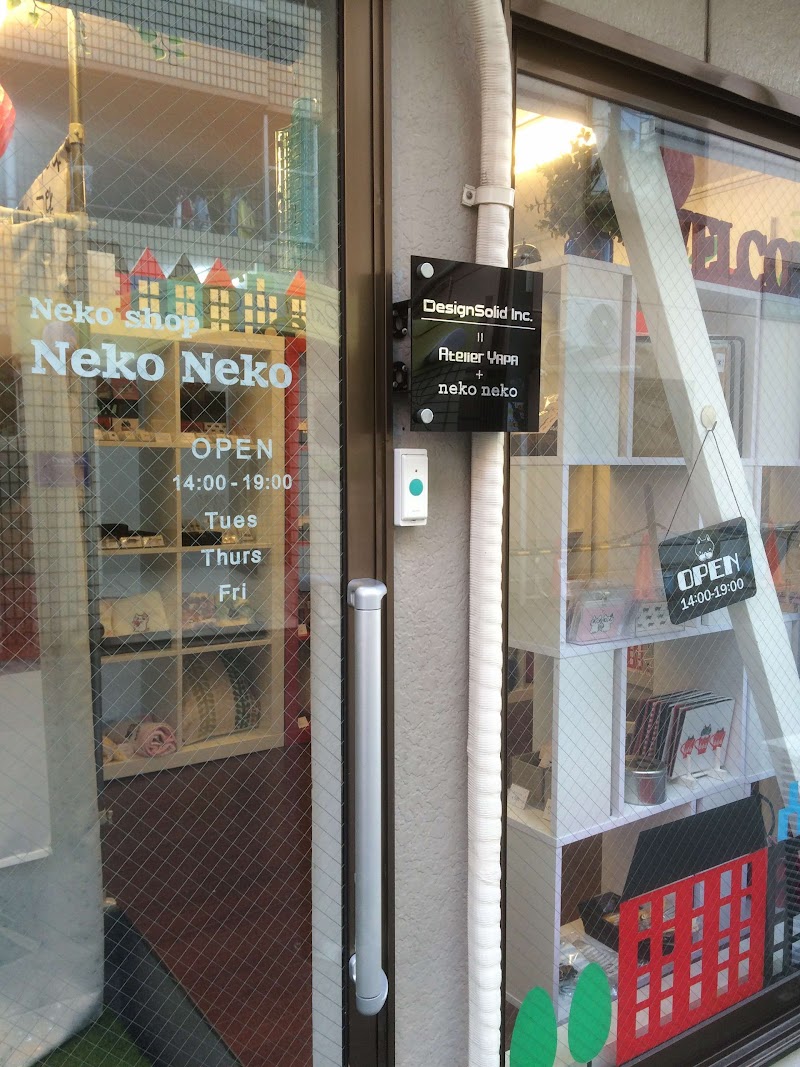 Neko shop
Neko Neko
OPEN
14:00 - 19:00
Tues
Thurs
Fri
DesignSolid Inc.
=
Atelier YAPA
+
neko neko
OPEN
14:00-19:00